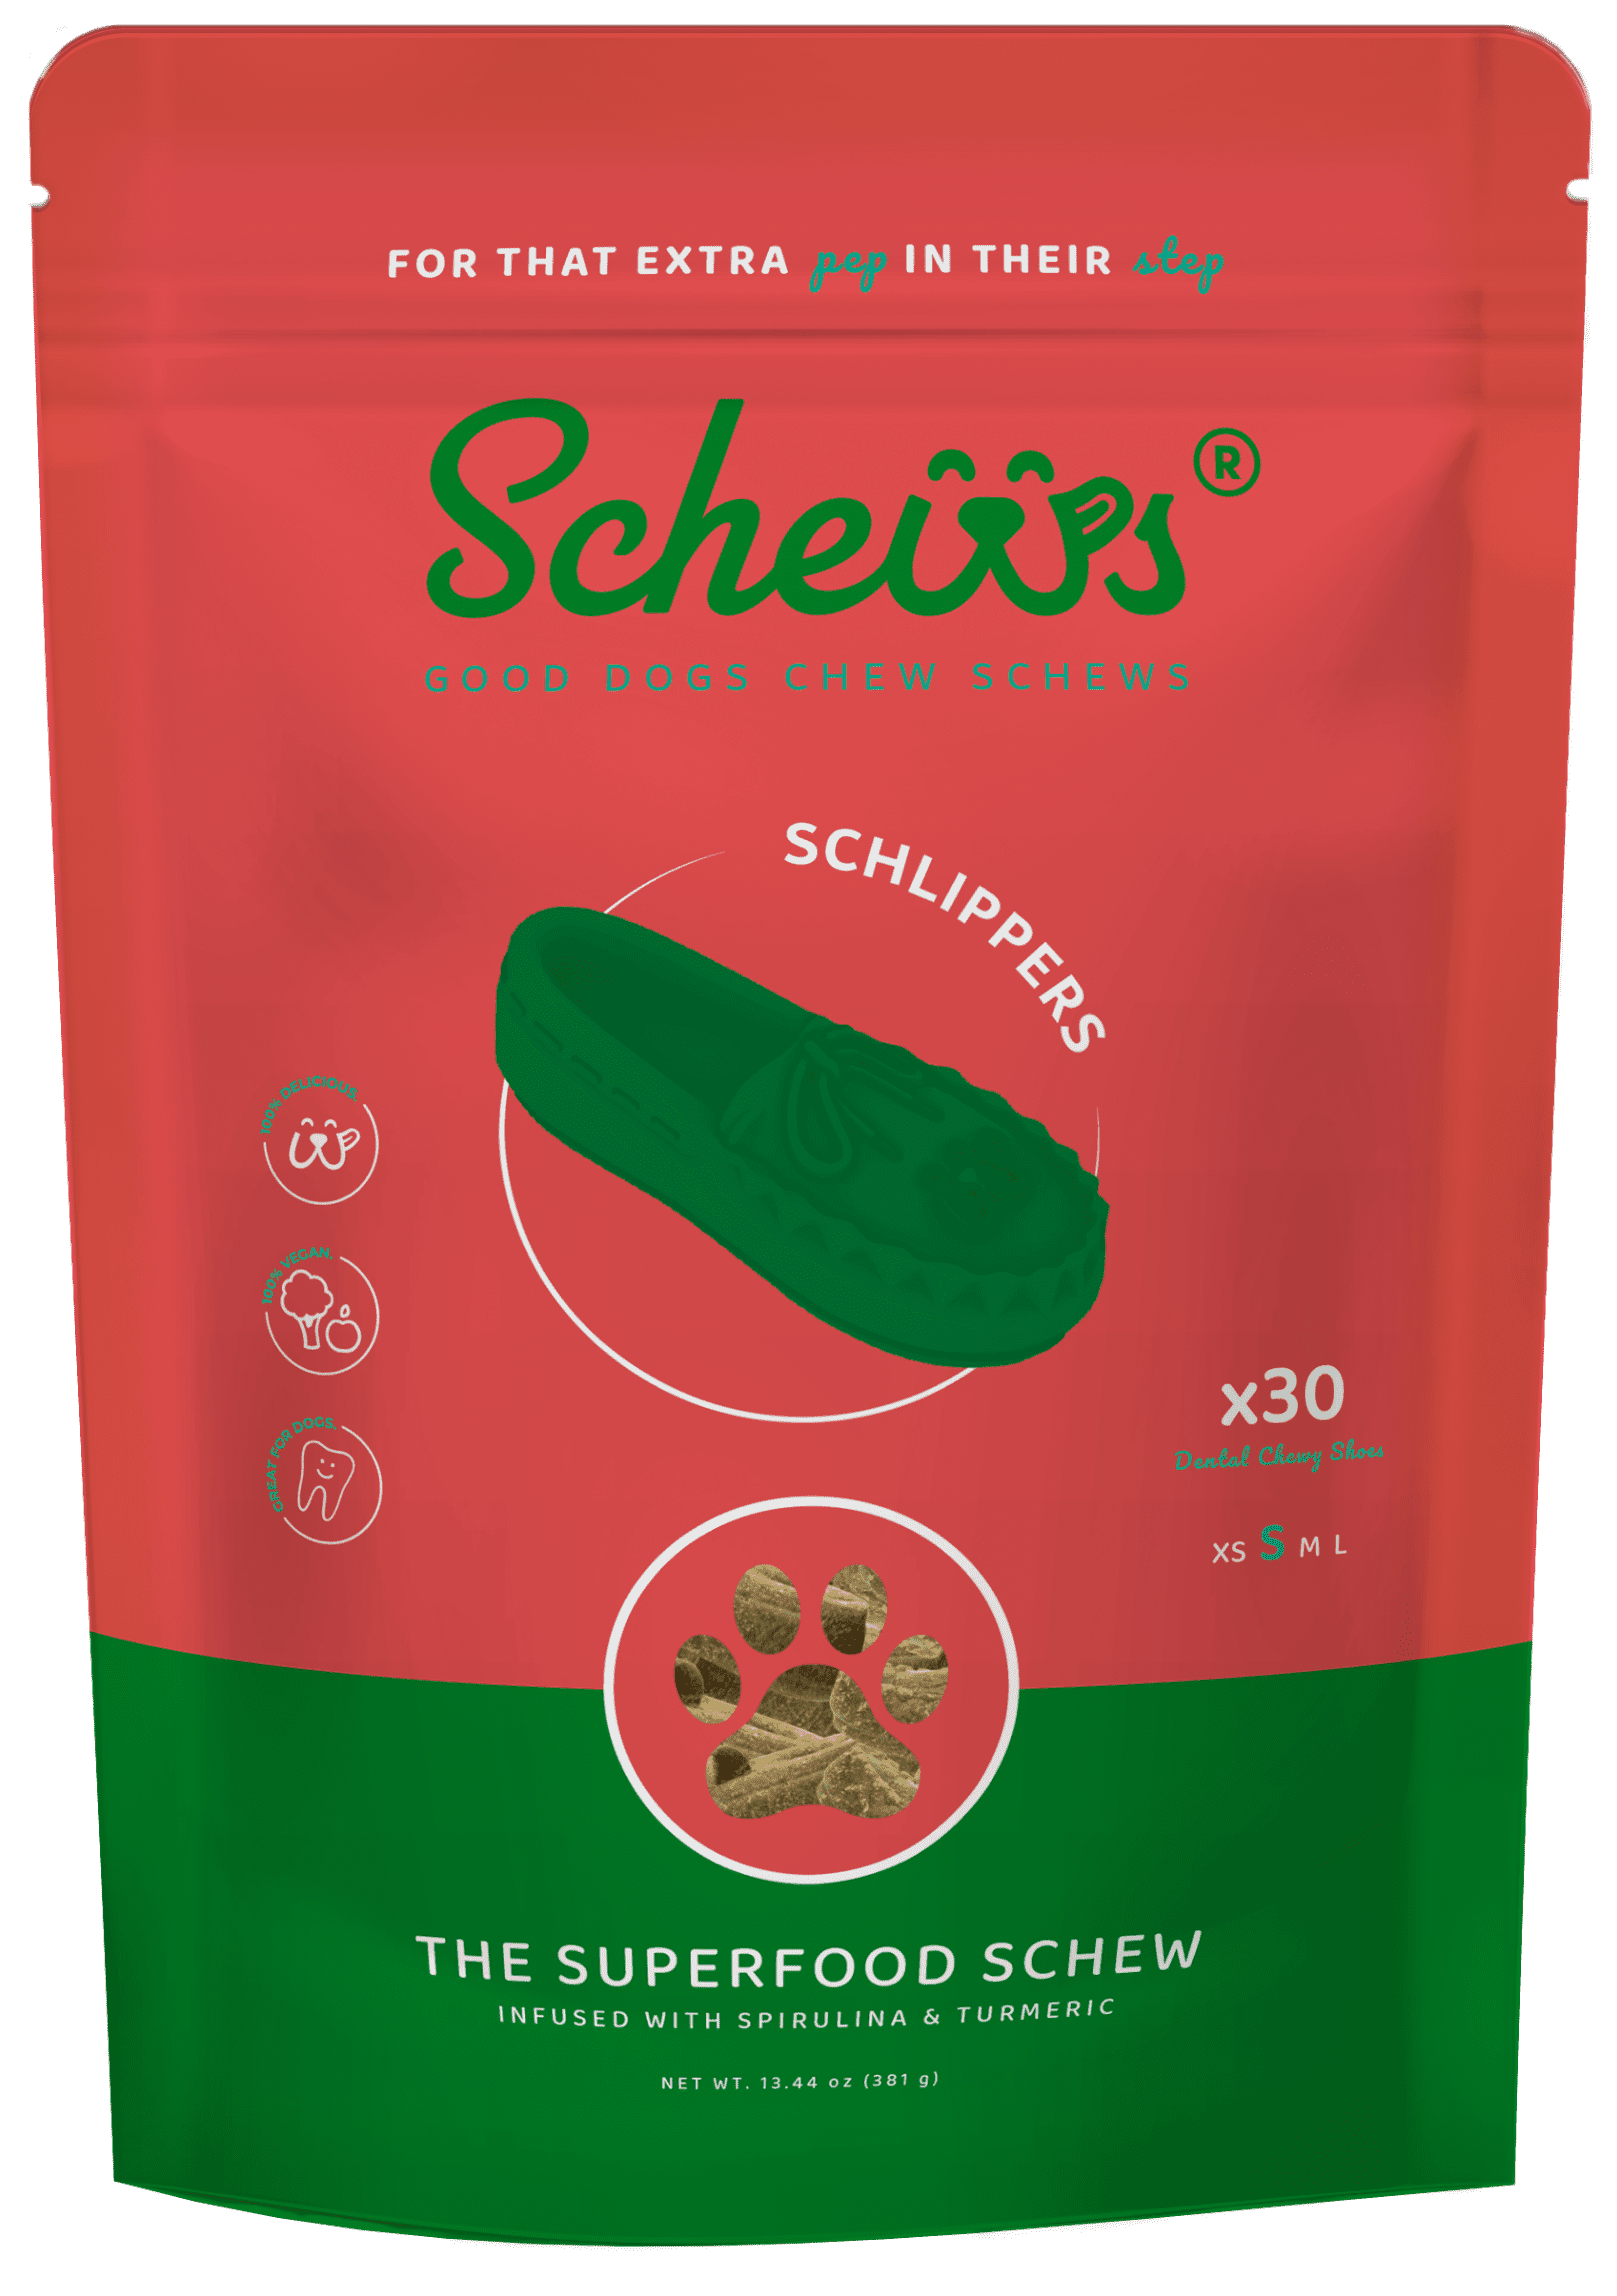 FOR THAT EXTRA pep IN THEIR step
Schews®
GOOD DOGS CHEW SCHEWS
SCHLIPPERS
100% DELICIOUS.
100% VEGAN.
GREAT FOR DOGS.
x30
Dental Chewy Shoes
XS S M L
THE SUPERFOOD SCHEW
INFUSED WITH SPIRULINA & TURMERIC
NET WT. 13.44 oz (381 g)